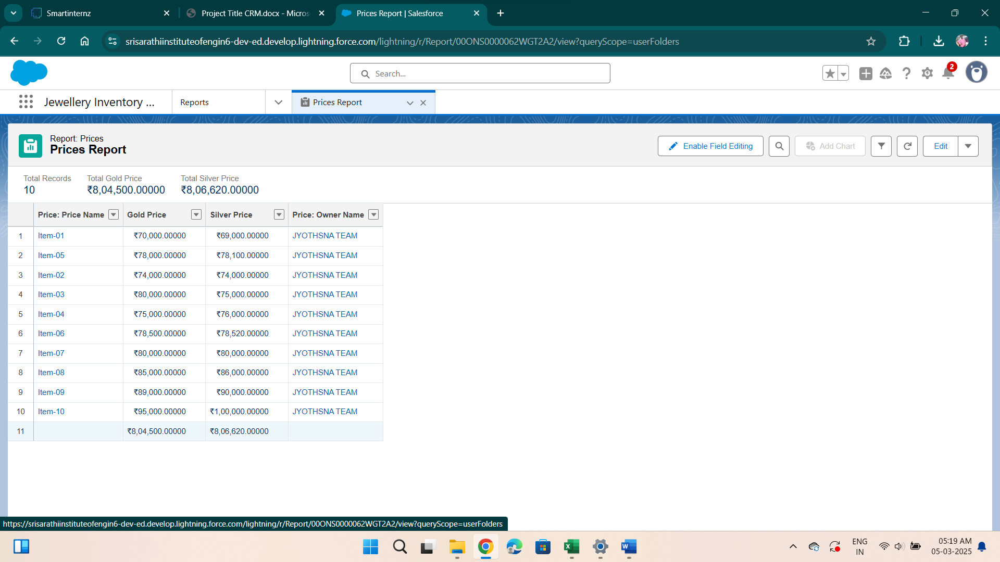 Smartinternz
Project Title CRM.docx - Micros
Prices Report | Salesforce
srisarathiinstituteofengin6-dev-ed.develop.lightning.force.com/lightning/r/Report/00ONS0000062WGT2A2/view?queryScope=userFolders
Search...
2
Jewellery Inventory ...
Reports
Prices Report
Report: Prices
Prices Report
Enable Field Editing
Add Chart
Edit
Total Records
10
Total Gold Price
₹8,04,500.00000
Total Silver Price
₹8,06,620.00000
Price: Price Name Gold Price Silver Price Price: Owner Name
1 Item-01 ₹70,000.00000 ₹69,000.00000 JYOTHSNA TEAM
2 Item-05 ₹78,000.00000 ₹78,100.00000 JYOTHSNA TEAM
3 Item-02 ₹74,000.00000 ₹74,000.00000 JYOTHSNA TEAM
4 Item-03 ₹80,000.00000 ₹75,000.00000 JYOTHSNA TEAM
5 Item-04 ₹75,000.00000 ₹76,000.00000 JYOTHSNA TEAM
6 Item-06 ₹78,500.00000 ₹78,520.00000 JYOTHSNA TEAM
7 Item-07 ₹80,000.00000 ₹80,000.00000 JYOTHSNA TEAM
8 Item-08 ₹85,000.00000 ₹86,000.00000 JYOTHSNA TEAM
9 Item-09 ₹89,000.00000 ₹90,000.00000 JYOTHSNA TEAM
10 Item-10 ₹95,000.00000 ₹1,00,000.00000 JYOTHSNA TEAM
11 ₹8,04,500.00000 ₹8,06,620.00000
https://srisarathiinstituteofengin6-dev-ed.develop.lightning.force.com/lightning/r/Report/00ONS0000062WGT2A2/view?queryScope=userFolders
ENG
IN
05:19 AM
05-03-2025